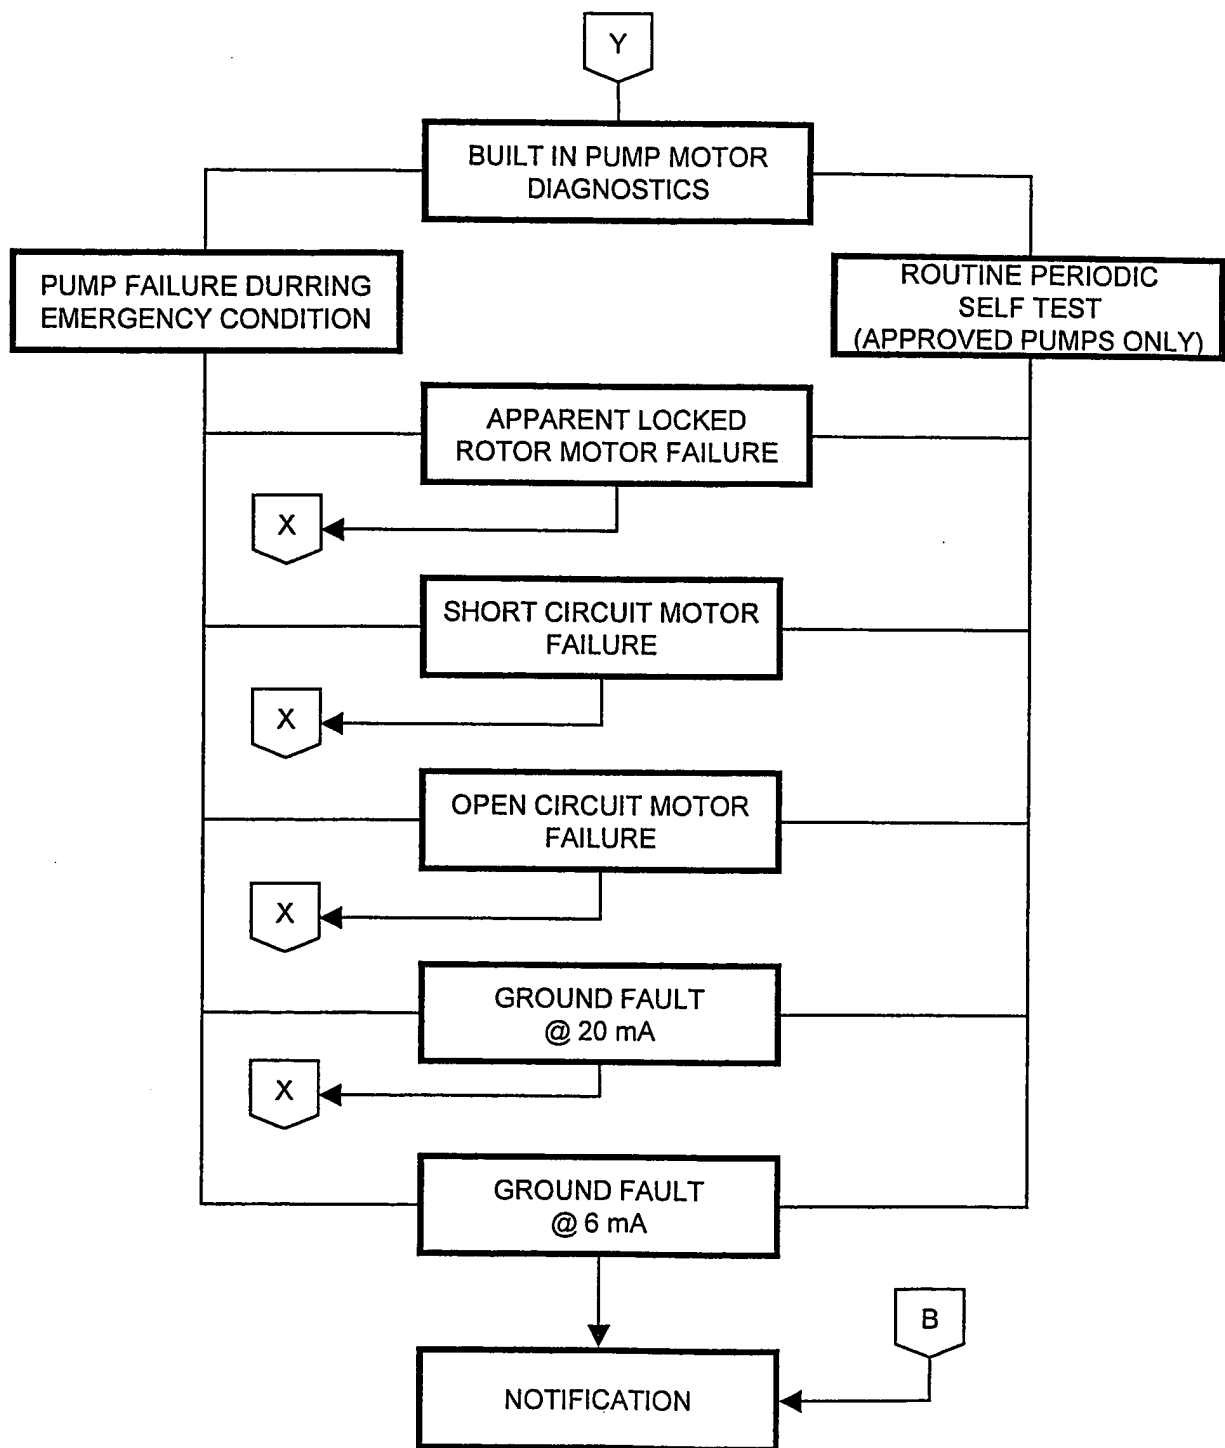 Y
BUILT IN PUMP MOTOR
DIAGNOSTICS
PUMP FAILURE DURRING
EMERGENCY CONDITION
ROUTINE PERIODIC
SELF TEST
(APPROVED PUMPS ONLY)
APPARENT LOCKED
ROTOR MOTOR FAILURE
X
SHORT CIRCUIT MOTOR
FAILURE
X
OPEN CIRCUIT MOTOR
FAILURE
X
GROUND FAULT
@ 20 mA
X
GROUND FAULT
@ 6 mA
B
NOTIFICATION